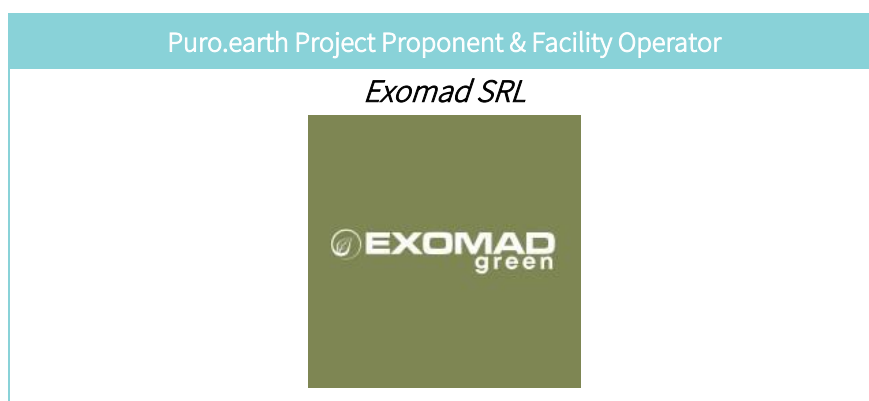 Puro.earth Project Proponent & Facility Operator
Exomad SRL
EXOMAD
green